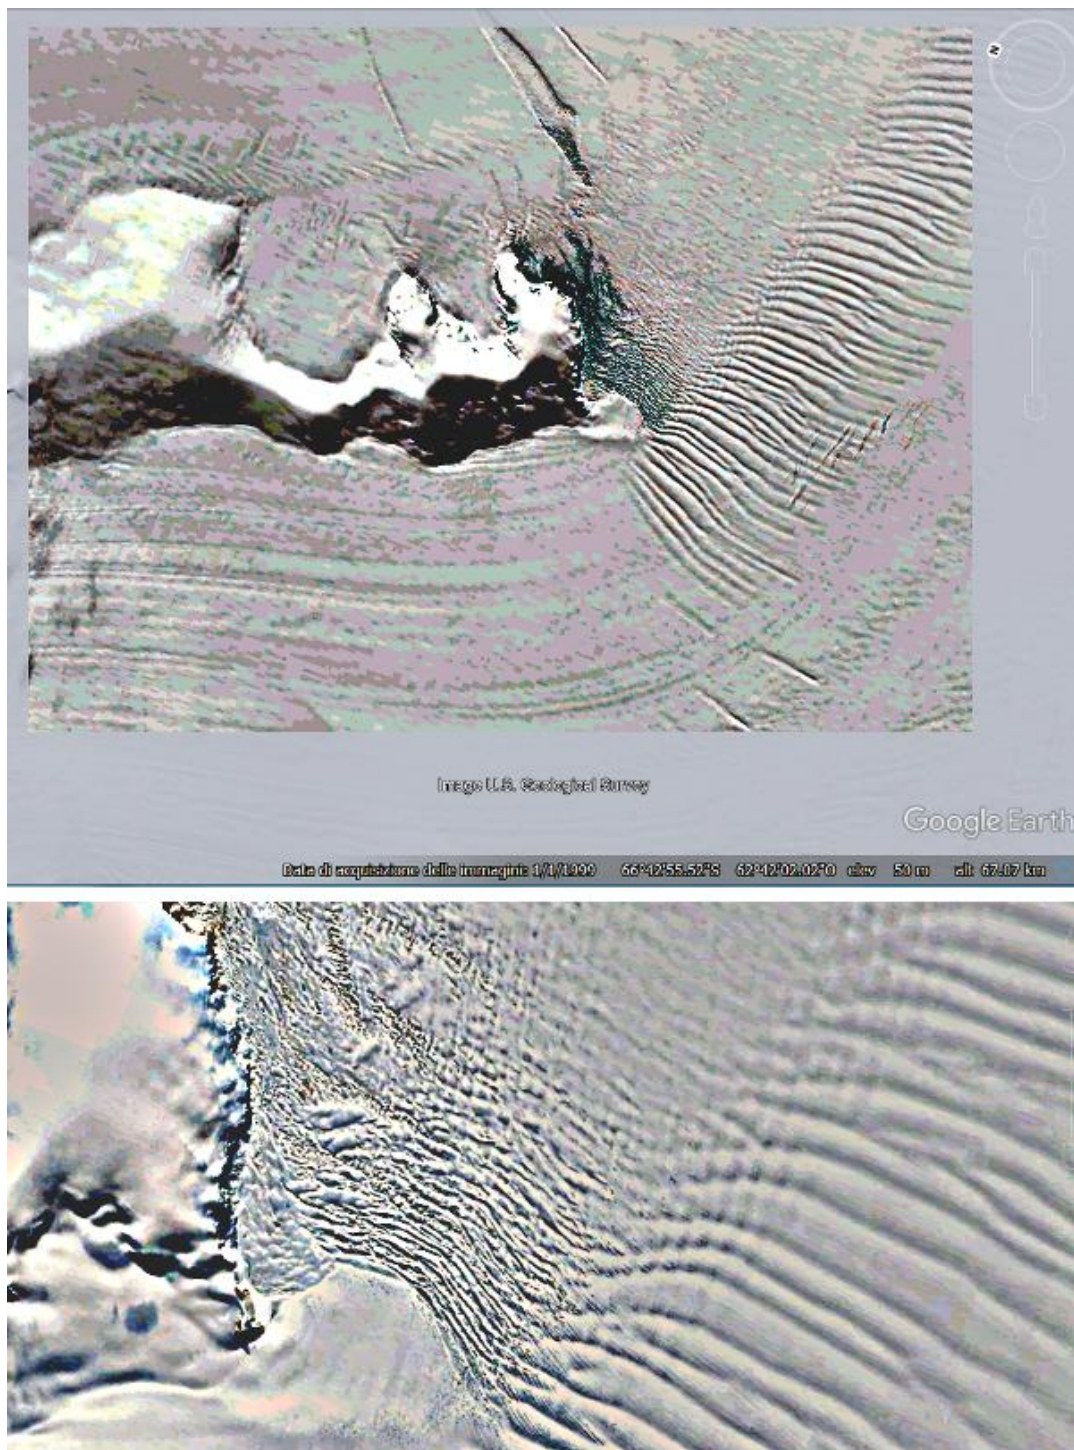 N
Image U.S. Geological Survey
Google Earth
Data di acquisizione delle immagini: 1/1/1999 66°42'55.52"S 62°42'02.02"O elev 50 m alt 67.07 km